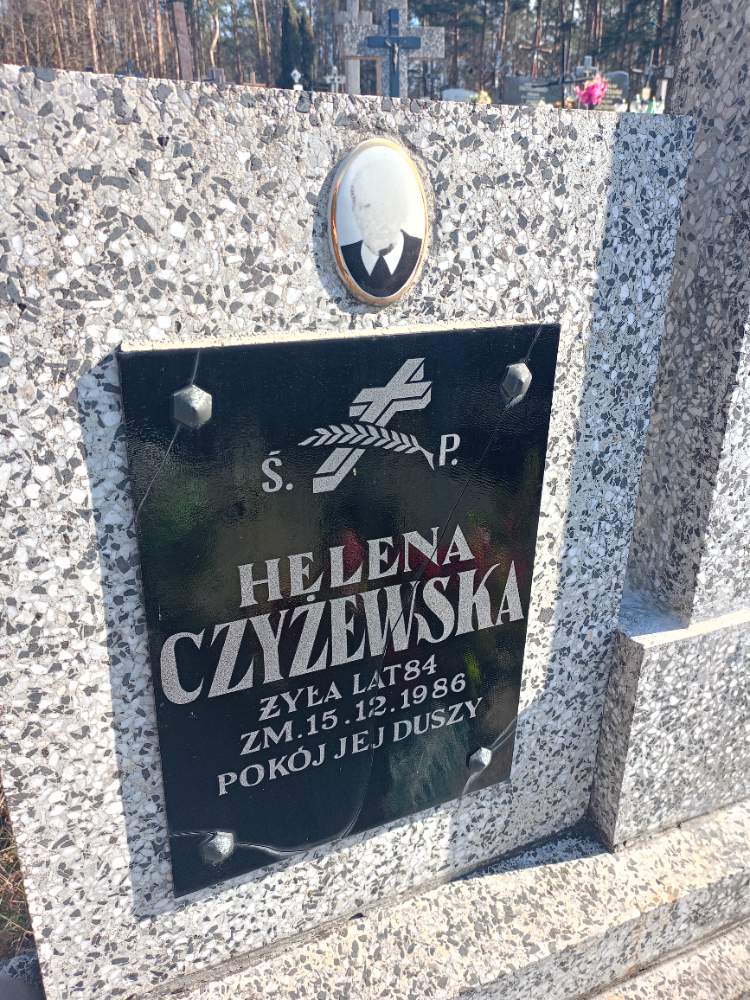 Ś. P.
HELENA
CZYŻEWSKA
ŻYŁA LAT 84
ZM. 15.12.1986
POKÓJ JEJ DUSZY